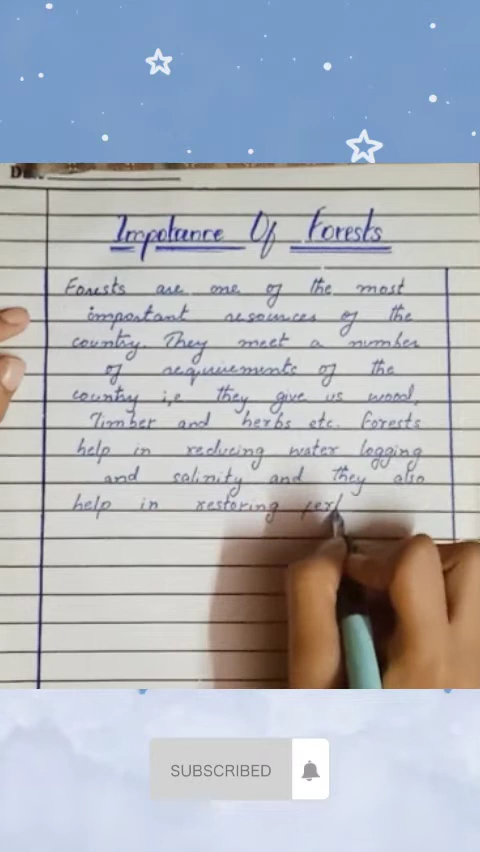 Impotance Of Forests
Forests are one of the most
important resources of the
country. They meet a number
of requirements of the
country i,e they give us wood,
Timber and herbs etc. Forests
help in reducing water logging
and salinity and they also
help in restoring
SUBSCRIBED